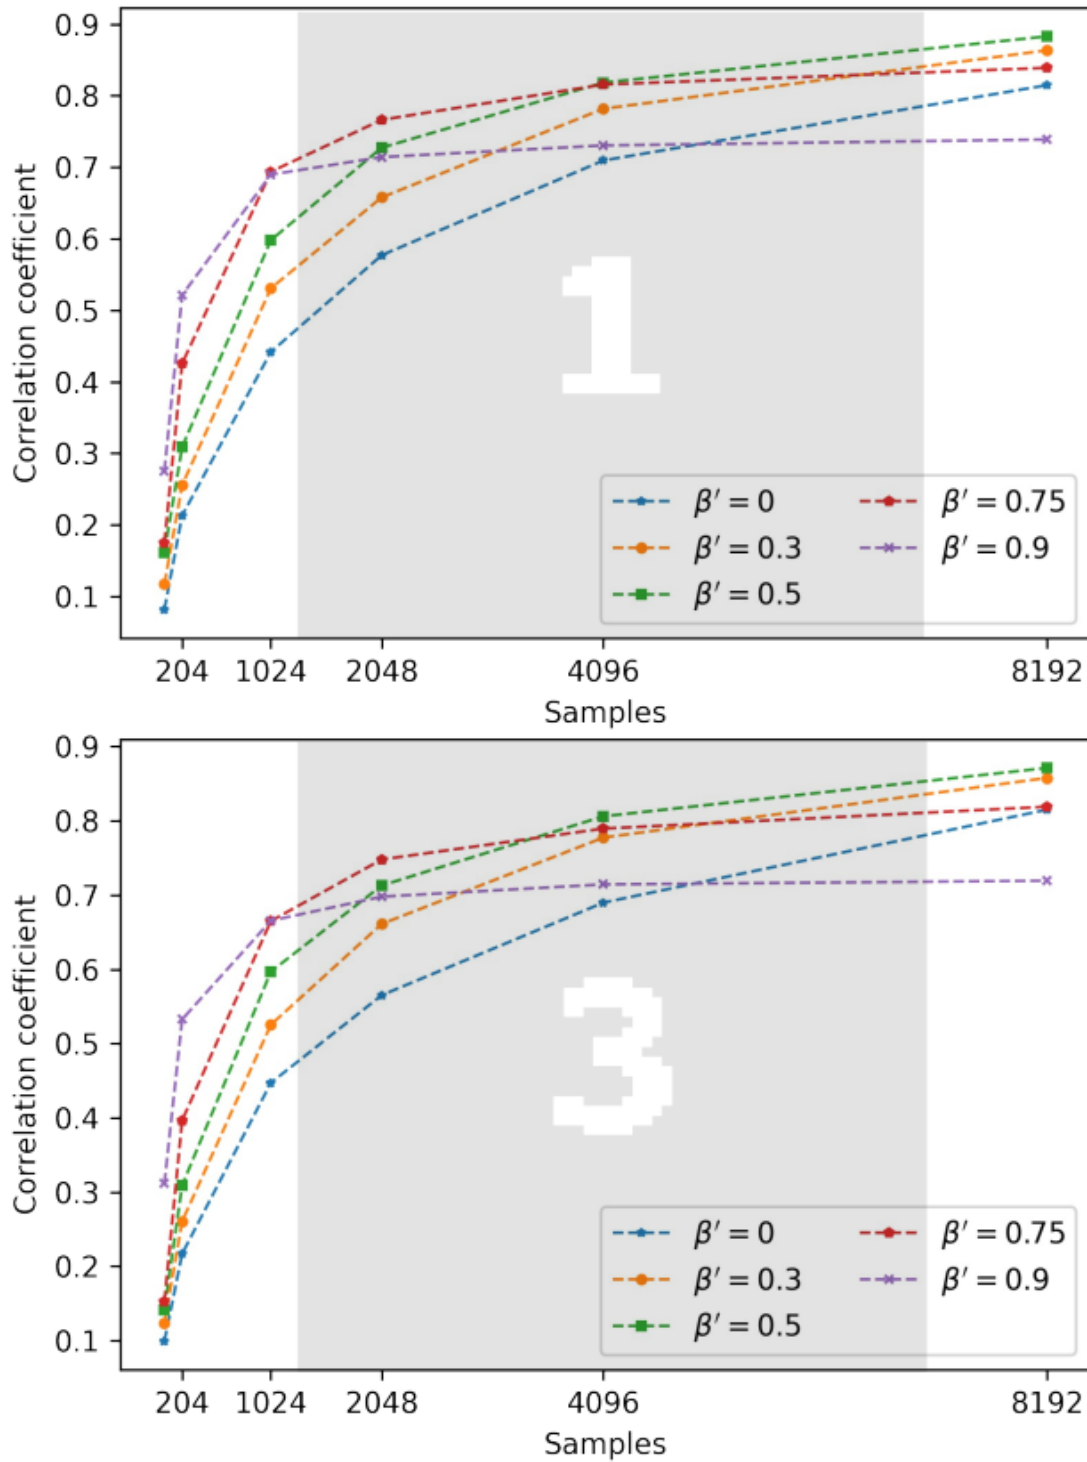 0.9
0.8
0.7
0.6
0.5
0.4
0.3
0.2
0.1
Correlation coefficient
1
β′ = 0
β′ = 0.3
β′ = 0.5
β′ = 0.75
β′ = 0.9
204 1024 2048 4096 8192
Samples
0.9
0.8
0.7
0.6
0.5
0.4
0.3
0.2
0.1
Correlation coefficient
3
β′ = 0
β′ = 0.3
β′ = 0.5
β′ = 0.75
β′ = 0.9
204 1024 2048 4096 8192
Samples